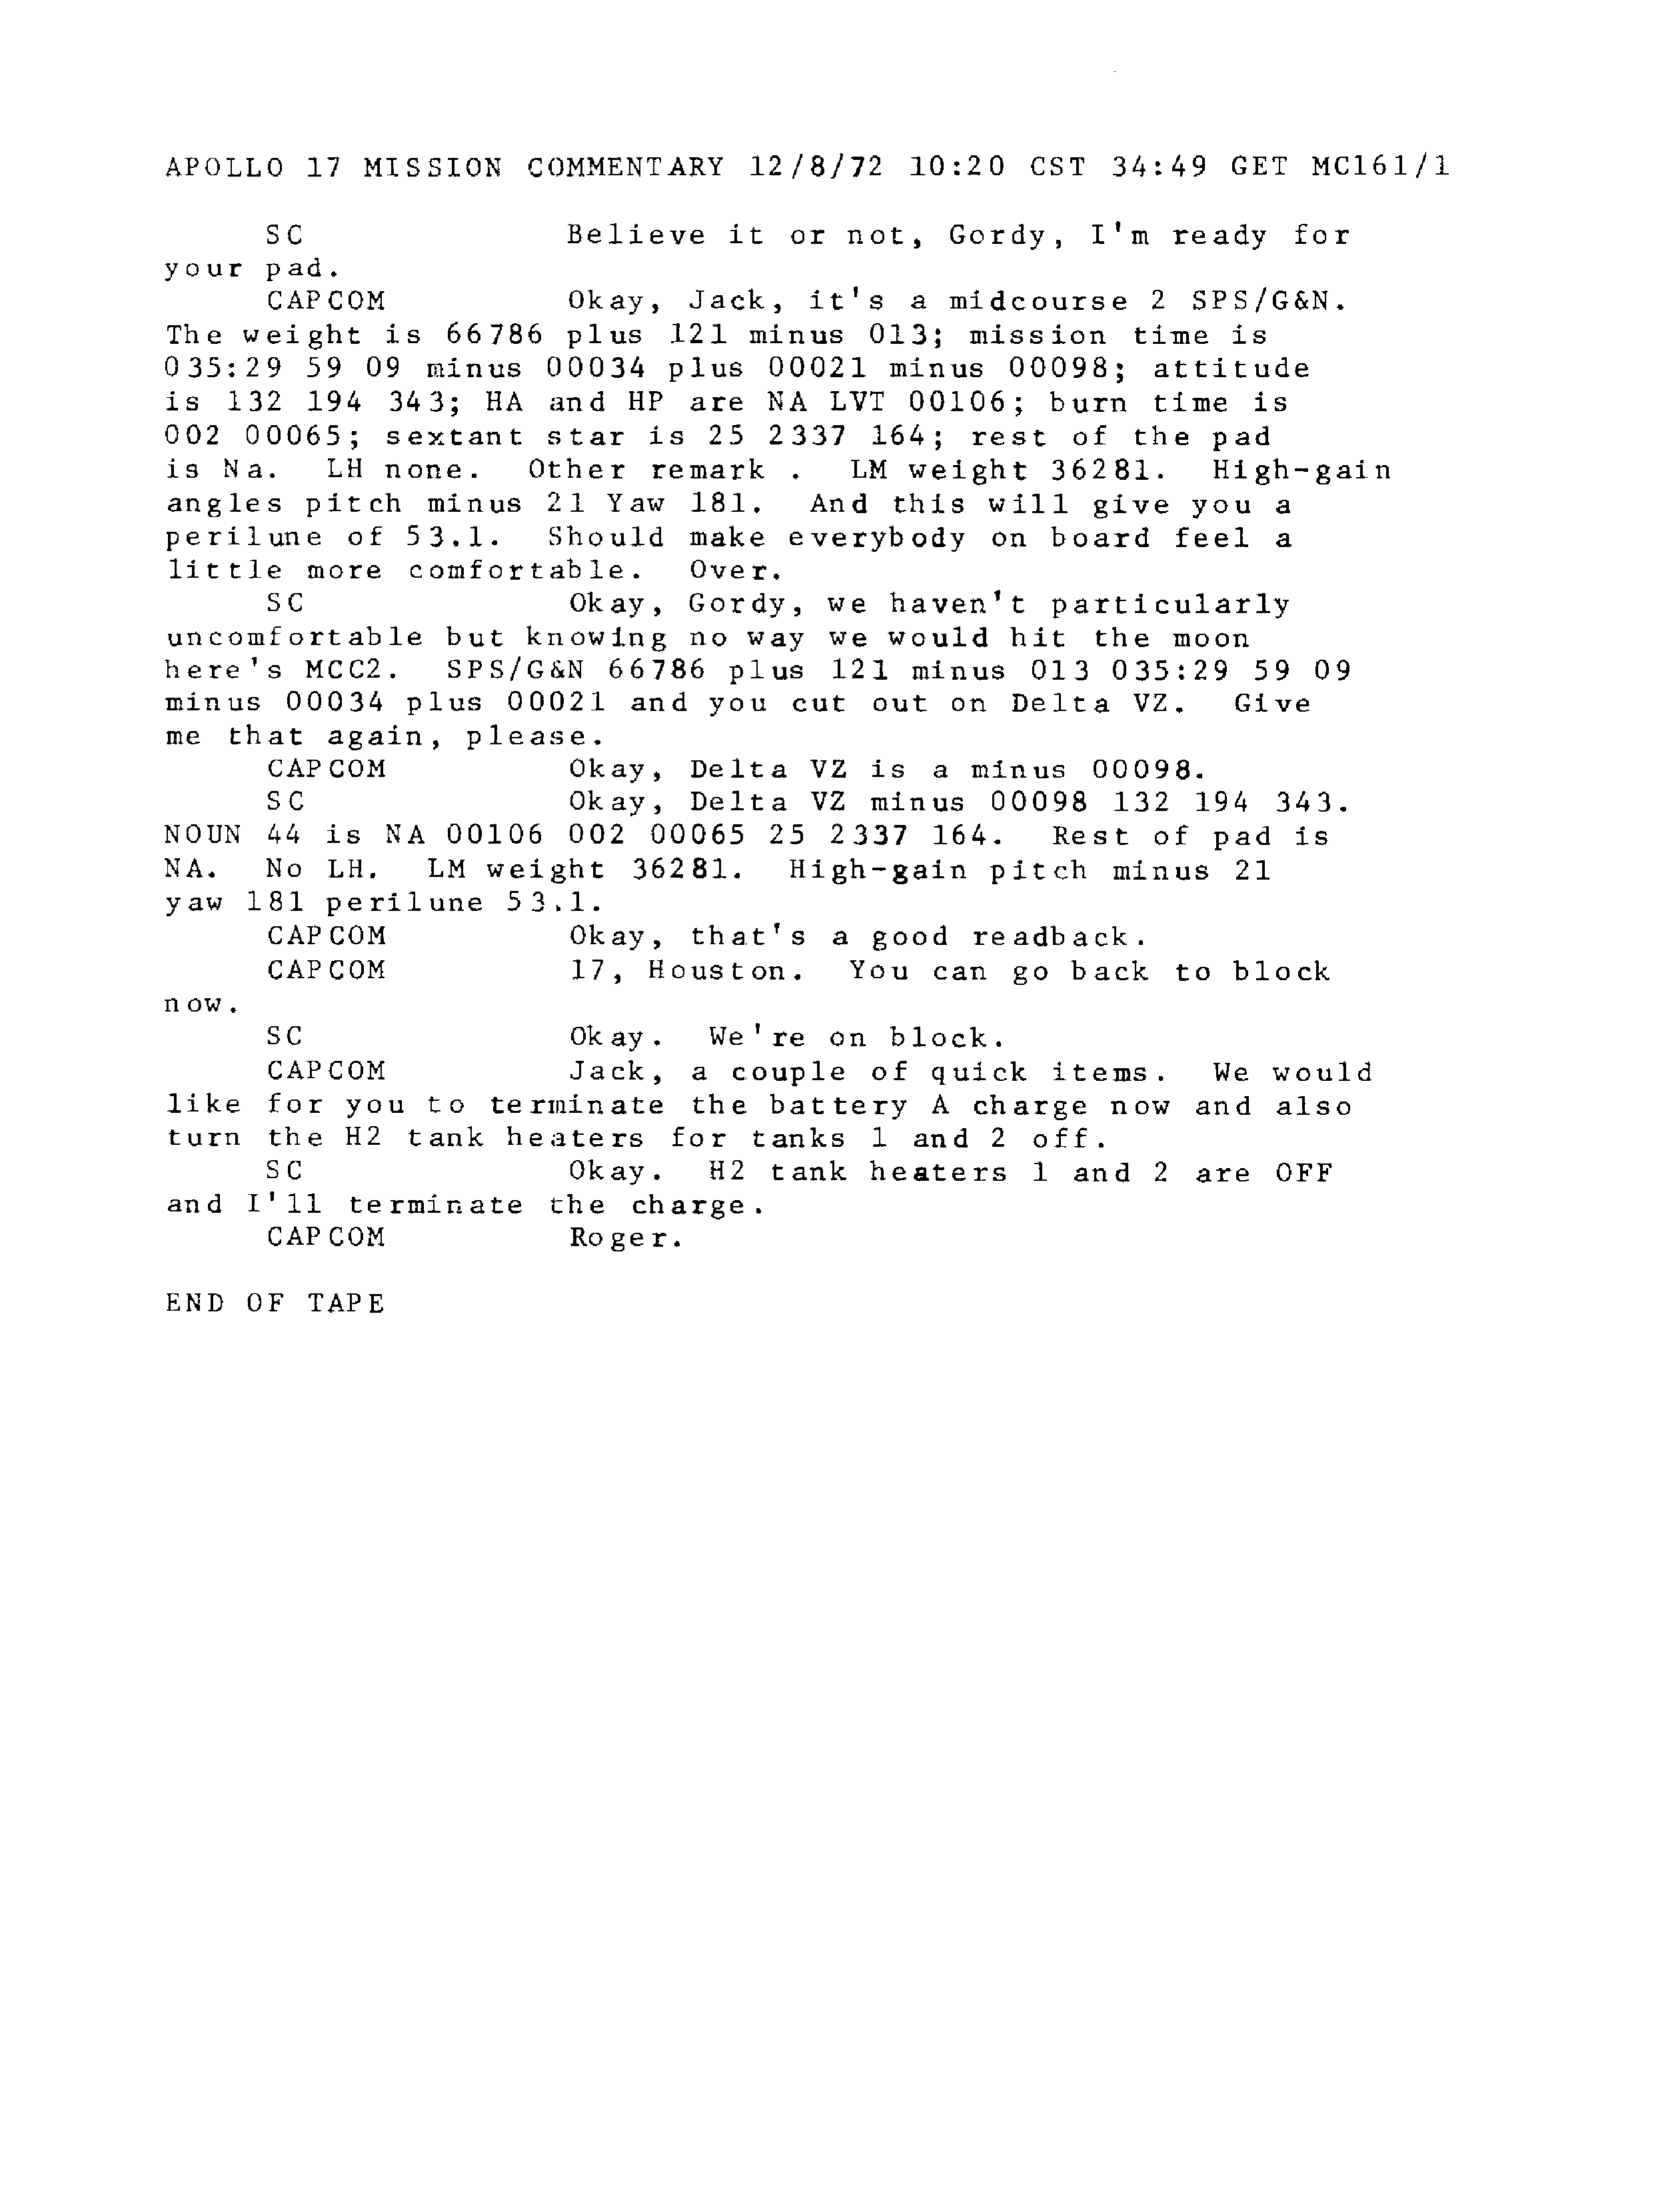 APOLLO 17 MISSION COMMENTARY 12/8/72 10:20 CST 34:49 GET MC161/1
SC Believe it or not, Gordy, I'm ready for
your pad.
CAPCOM Okay, Jack, it's a midcourse 2 SPS/G&N.
The weight is 66786 plus 121 minus 013; mission time is
035:29 59 09 minus 00034 plus 00021 minus 00098; attitude
is 132 194 343; HA and HP are NA LVT 00106; burn time is
002 00065; sextant star is 25 2337 164; rest of the pad
is Na. LH none. Other remark . LM weight 36281. High-gain
angles pitch minus 21 Yaw 181. And this will give you a
perilune of 53.1. Should make everybody on board feel a
little more comfortable. Over.
SC Okay, Gordy, we haven't particularly
uncomfortable but knowing no way we would hit the moon
here's MCC2. SPS/G&N 66786 plus 121 minus 013 035:29 59 09
minus 00034 plus 00021 and you cut out on Delta VZ. Give
me that again, please.
CAPCOM Okay, Delta VZ is a minus 00098.
SC Okay, Delta VZ minus 00098 132 194 343.
NOUN 44 is NA 00106 002 00065 25 2337 164. Rest of pad is
NA. No LH. LM weight 36281. High-gain pitch minus 21
yaw 181 perilune 53.1.
CAPCOM Okay, that's a good readback.
CAPCOM 17, Houston. You can go back to block
now.
SC Okay. We're on block.
CAPCOM Jack, a couple of quick items. We would
like for you to terminate the battery A charge now and also
turn the H2 tank heaters for tanks 1 and 2 off.
SC Okay. H2 tank heaters 1 and 2 are OFF
and I'll terminate the charge.
CAPCOM Roger.
END OF TAPE